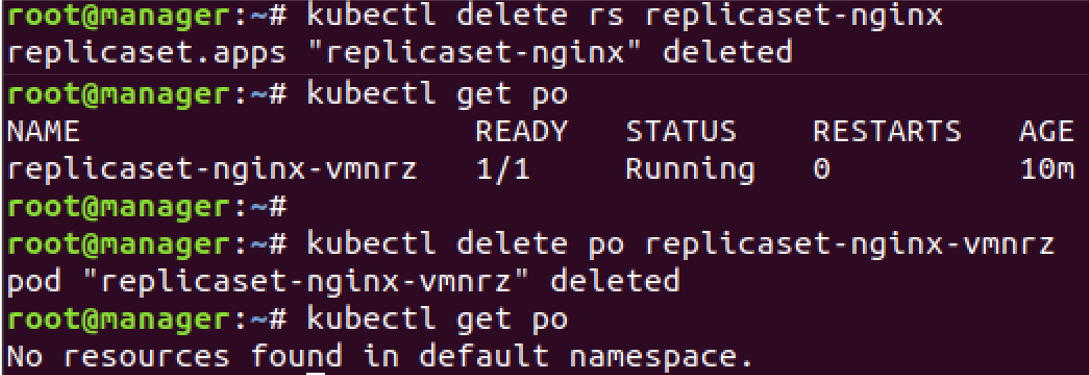 root@manager:~# kubectl delete rs replicaset-nginx
replicaset.apps "replicaset-nginx" deleted
root@manager:~# kubectl get po
NAME READY STATUS RESTARTS AGE
replicaset-nginx-vmnrz 1/1 Running 0 10m
root@manager:~#
root@manager:~# kubectl delete po replicaset-nginx-vmnrz
pod "replicaset-nginx-vmnrz" deleted
root@manager:~# kubectl get po
No resources found in default namespace.